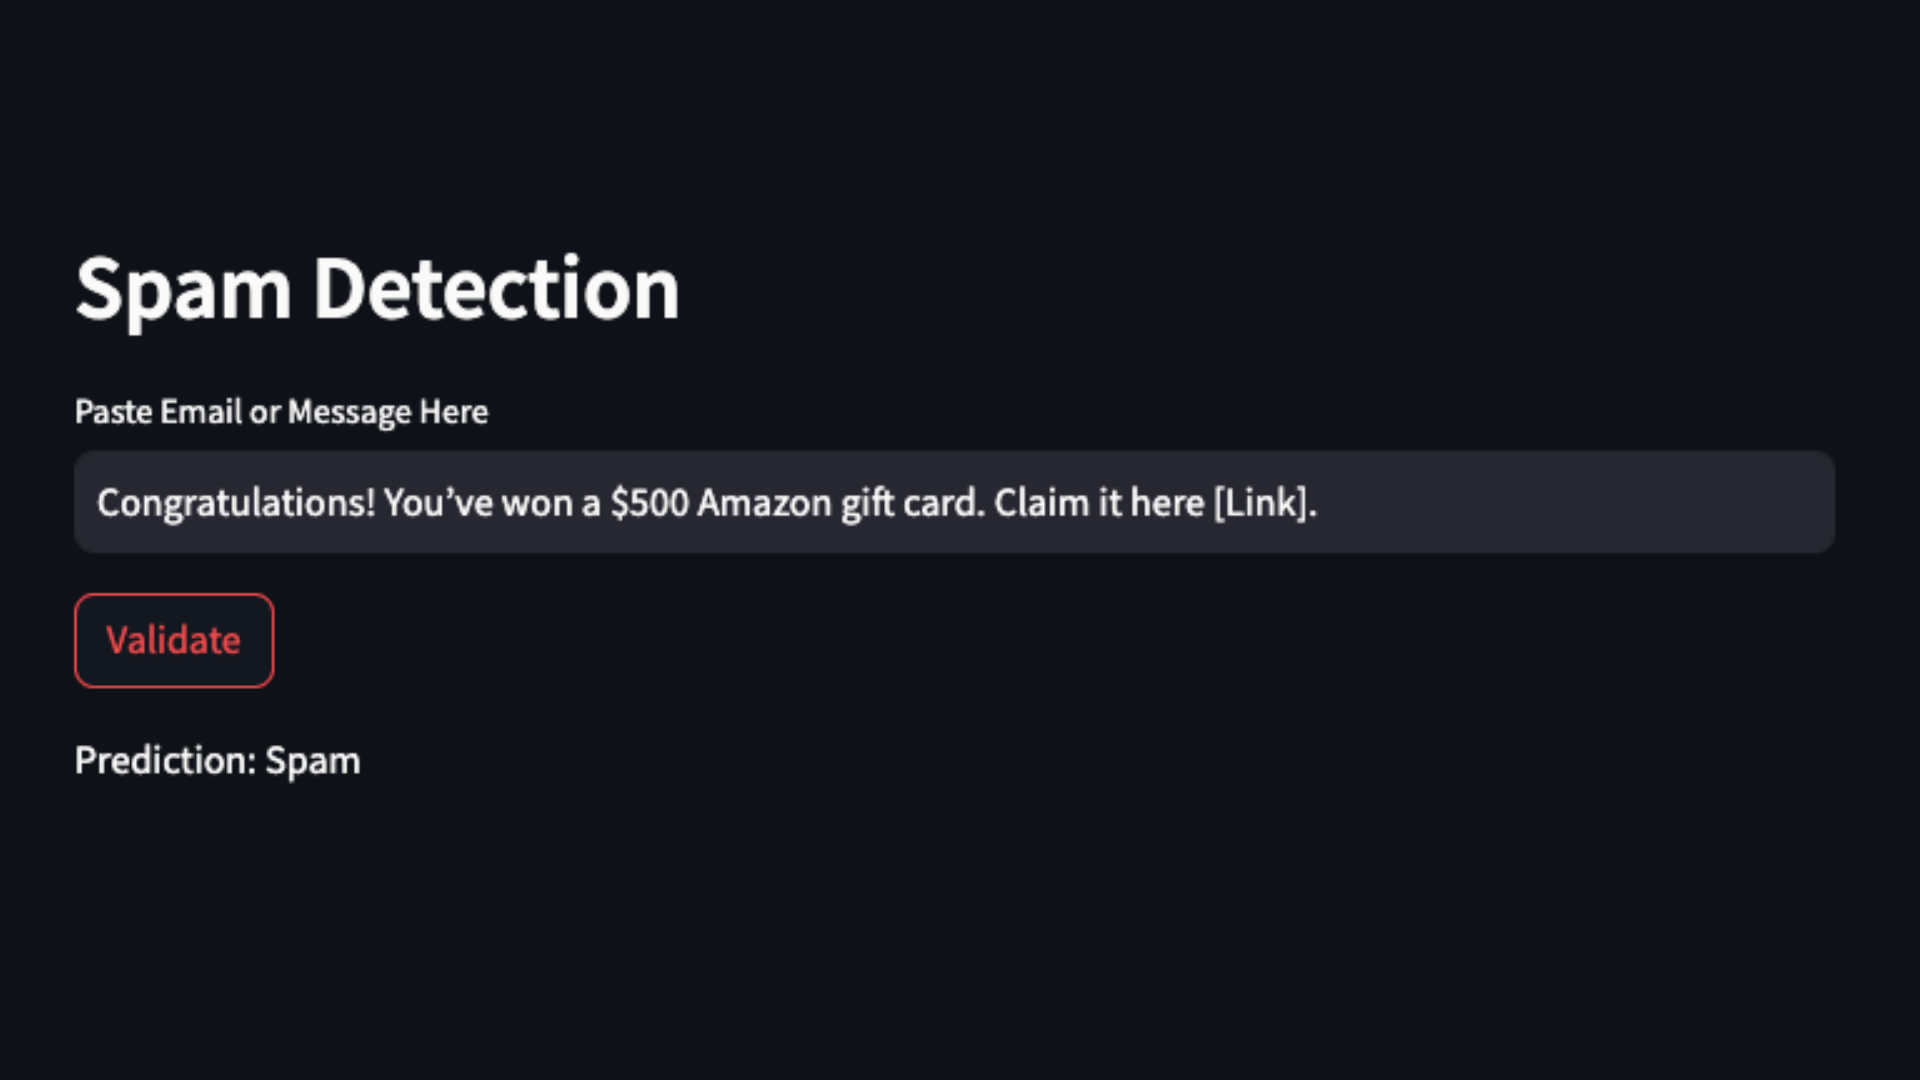 Spam Detection
Paste Email or Message Here
Congratulations! You’ve won a $500 Amazon gift card. Claim it here [Link].
Validate
Prediction: Spam